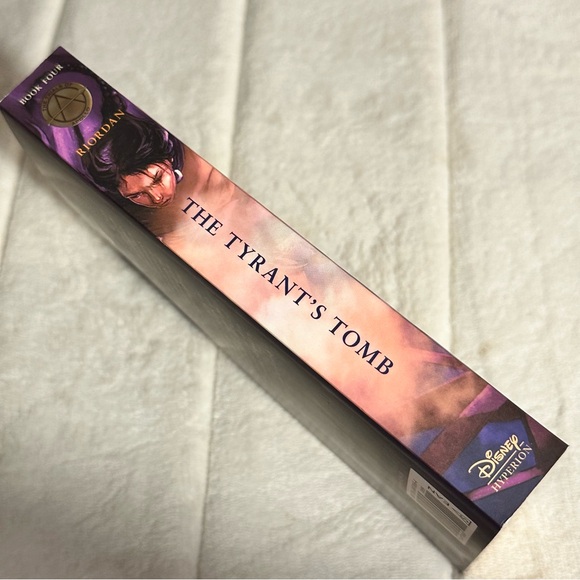 BOOK FOUR
RIORDAN
THE TYRANT'S TOMB
DISNEY
HYPERION